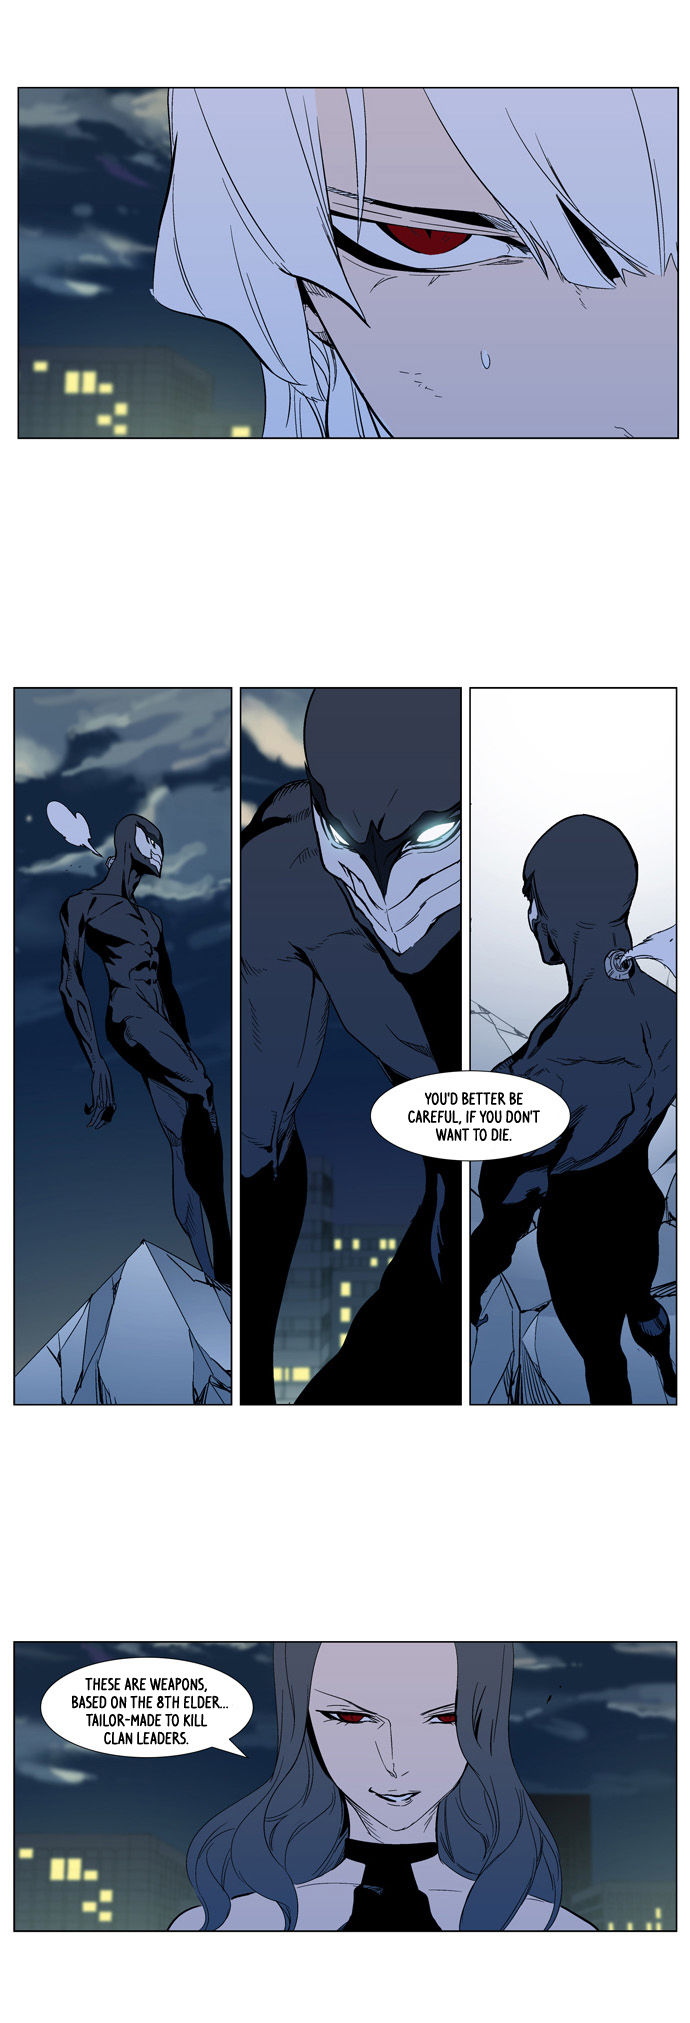 YOU'D BETTER BE
CAREFUL, IF YOU DON'T
WANT TO DIE.
THESE ARE WEAPONS,
BASED ON THE 8TH ELDER...
TAILOR-MADE TO KILL
CLAN LEADERS.